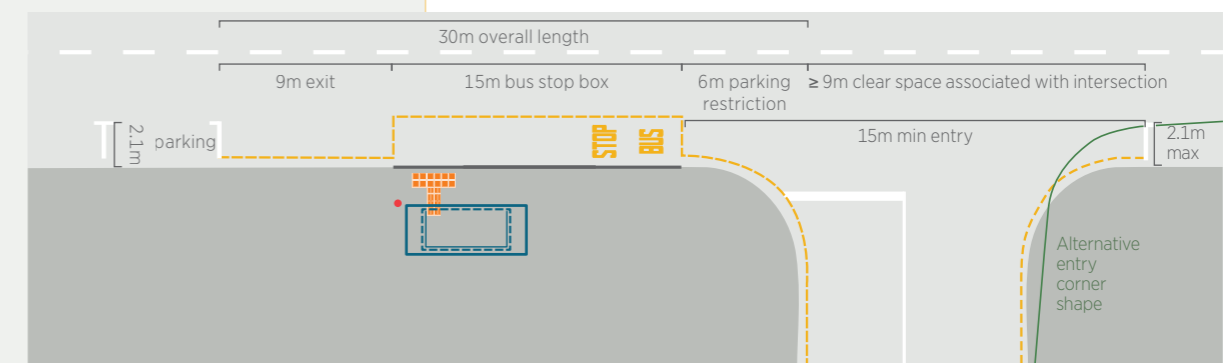 30m overall length
9m exit
15m bus stop box
6m parking
restriction
≥ 9m clear space associated with intersection
2.1m
parking
STOP
BUS
15m min entry
2.1m
max
Alternative
entry
corner
shape